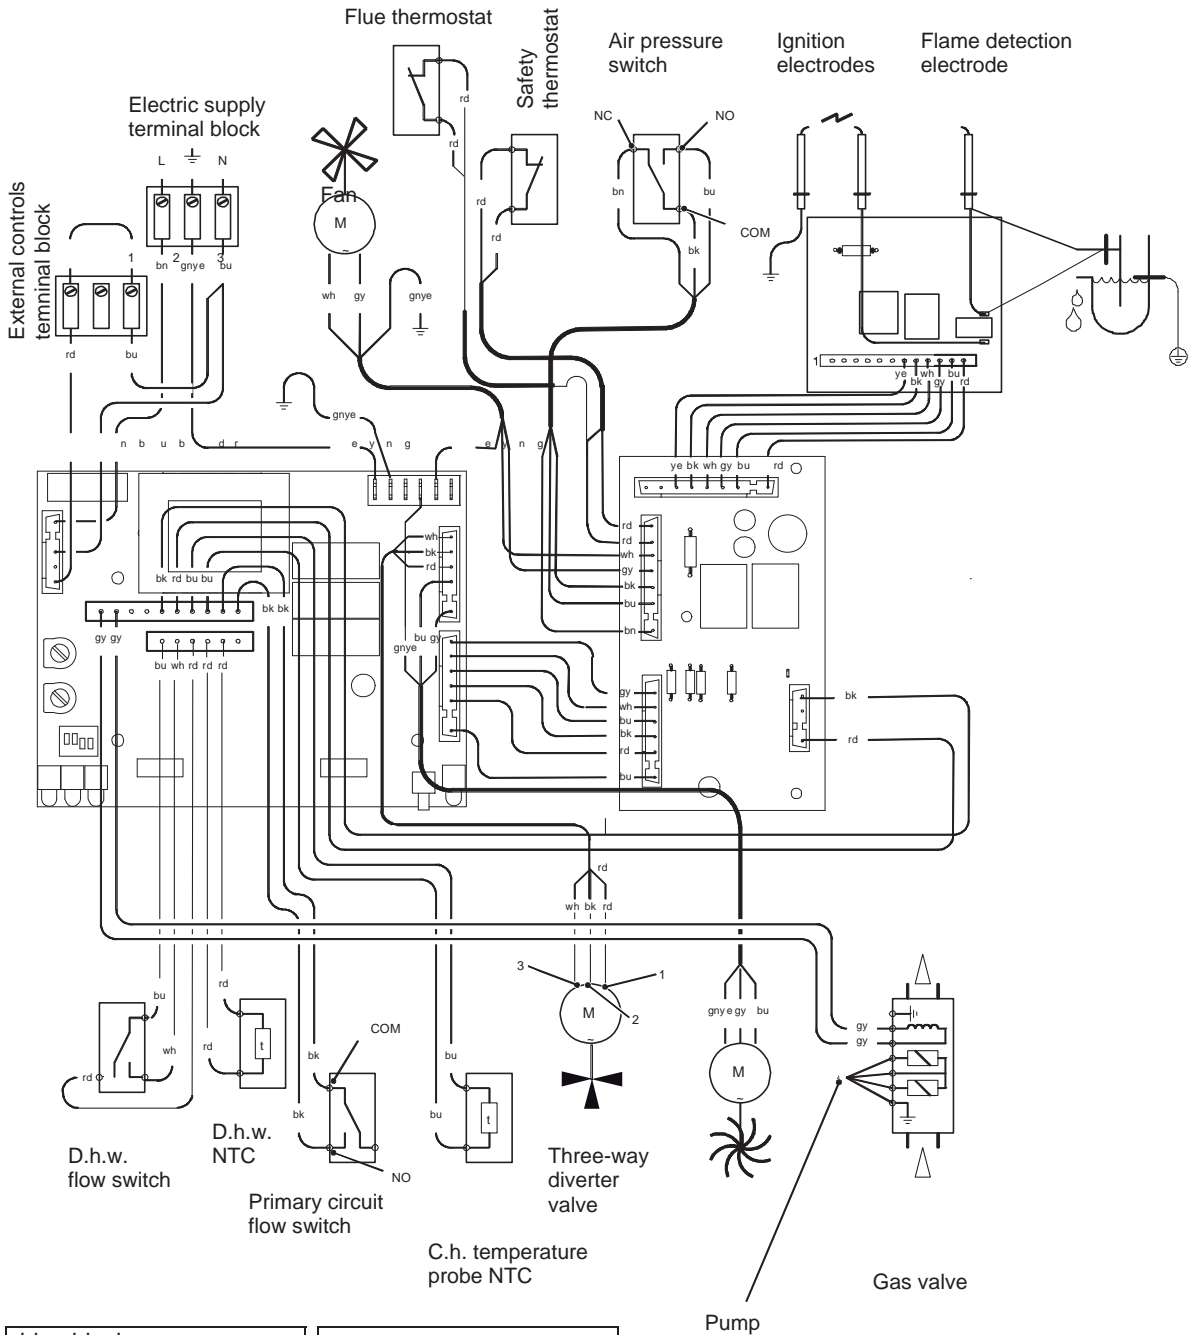 Flue thermostat
Safety
thermostat
Air pressure
switch
Ignition
electrodes
Flame detection
electrode
Electric supply
terminal block
L N
NC
NO
rd
rd
rd
rd
bn
bu
bk
COM
Fan
M
~
External controls
temninal block
1
2
3
bn
gnye
bu
wh
gy
gnye
rd
bu
gnye
n b u b d r
e y n g
e y n g
1
ye bk wh gy bu rd
ye bk wh gy bu rd
wh
bk
rd
rd
rd
wh
gy
bk
bu
bn
bk rd bu bu
bk bk
gy gy
bu gy
gnye
bu wh rd rd rd
gy
wh
bu
bk
rd
bu
bk
rd
rd
wh bk rd
3
1
2
M
~
gnye gy bu
M
~
gy
gy
bu
wh
rd
rd
rd
t
bk
bk
COM
NO
bu
bu
t
D.h.w.
flow switch
D.h.w.
NTC
Primary circuit
flow switch
C.h. temperature
probe NTC
Three-way
diverter
valve
Gas valve
Pump